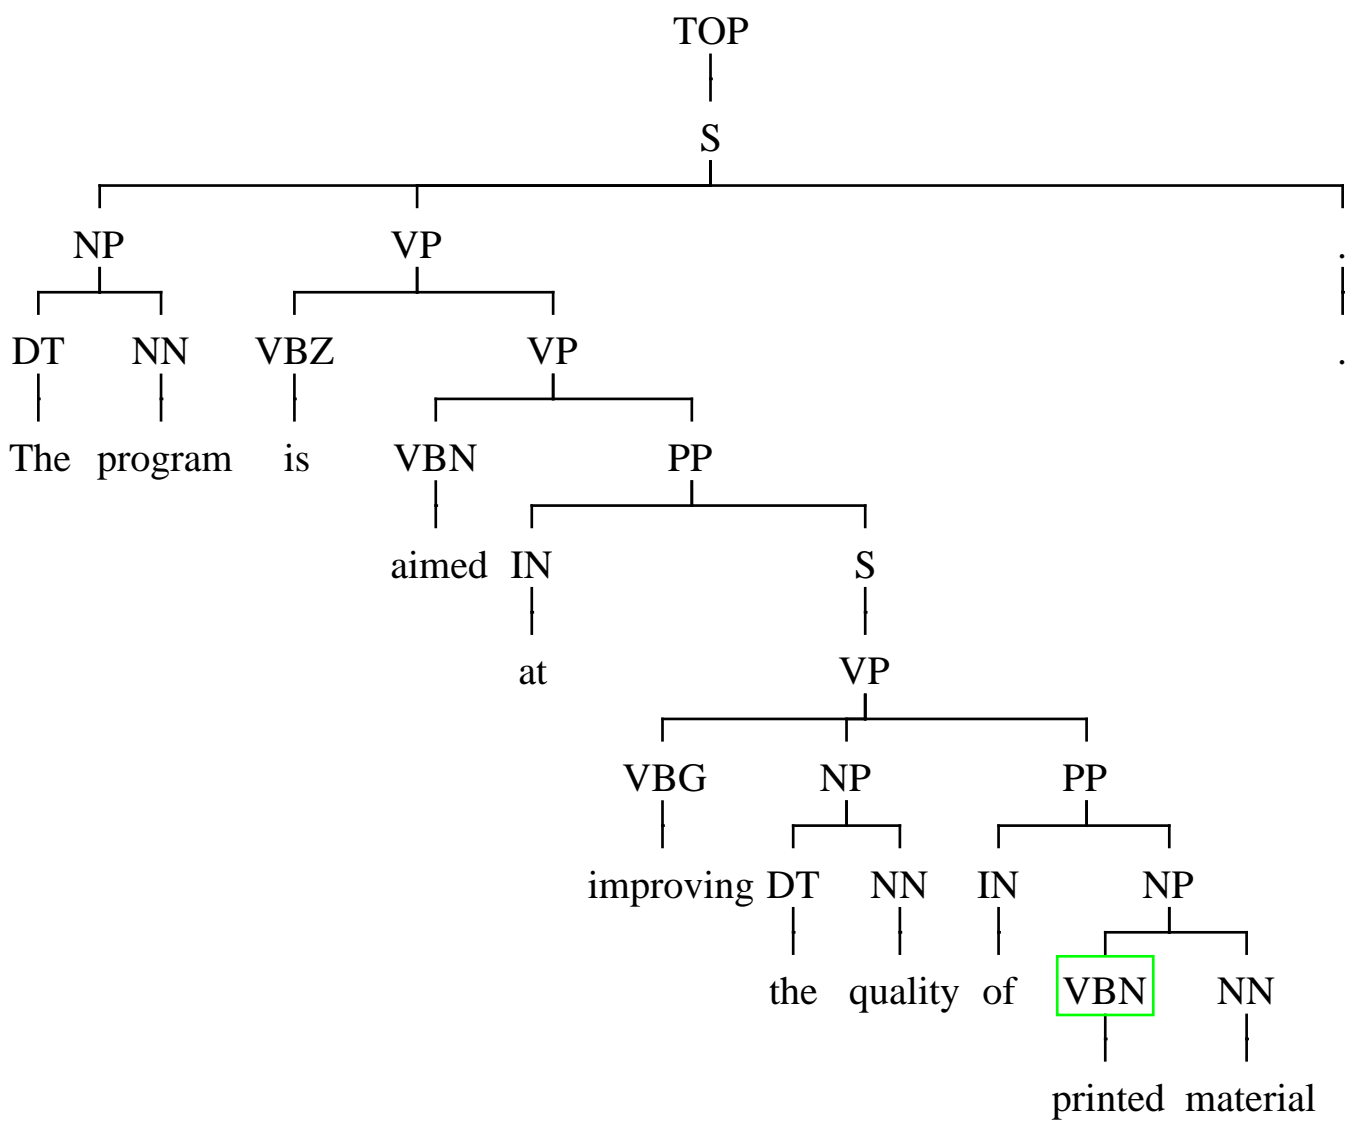 TOP
S
NP VP .
DT NN VBZ VP .
The program is VBN PP
aimed IN S
at VP
VBG NP PP
improving DT NN IN NP
the quality of VBN NN
printed material